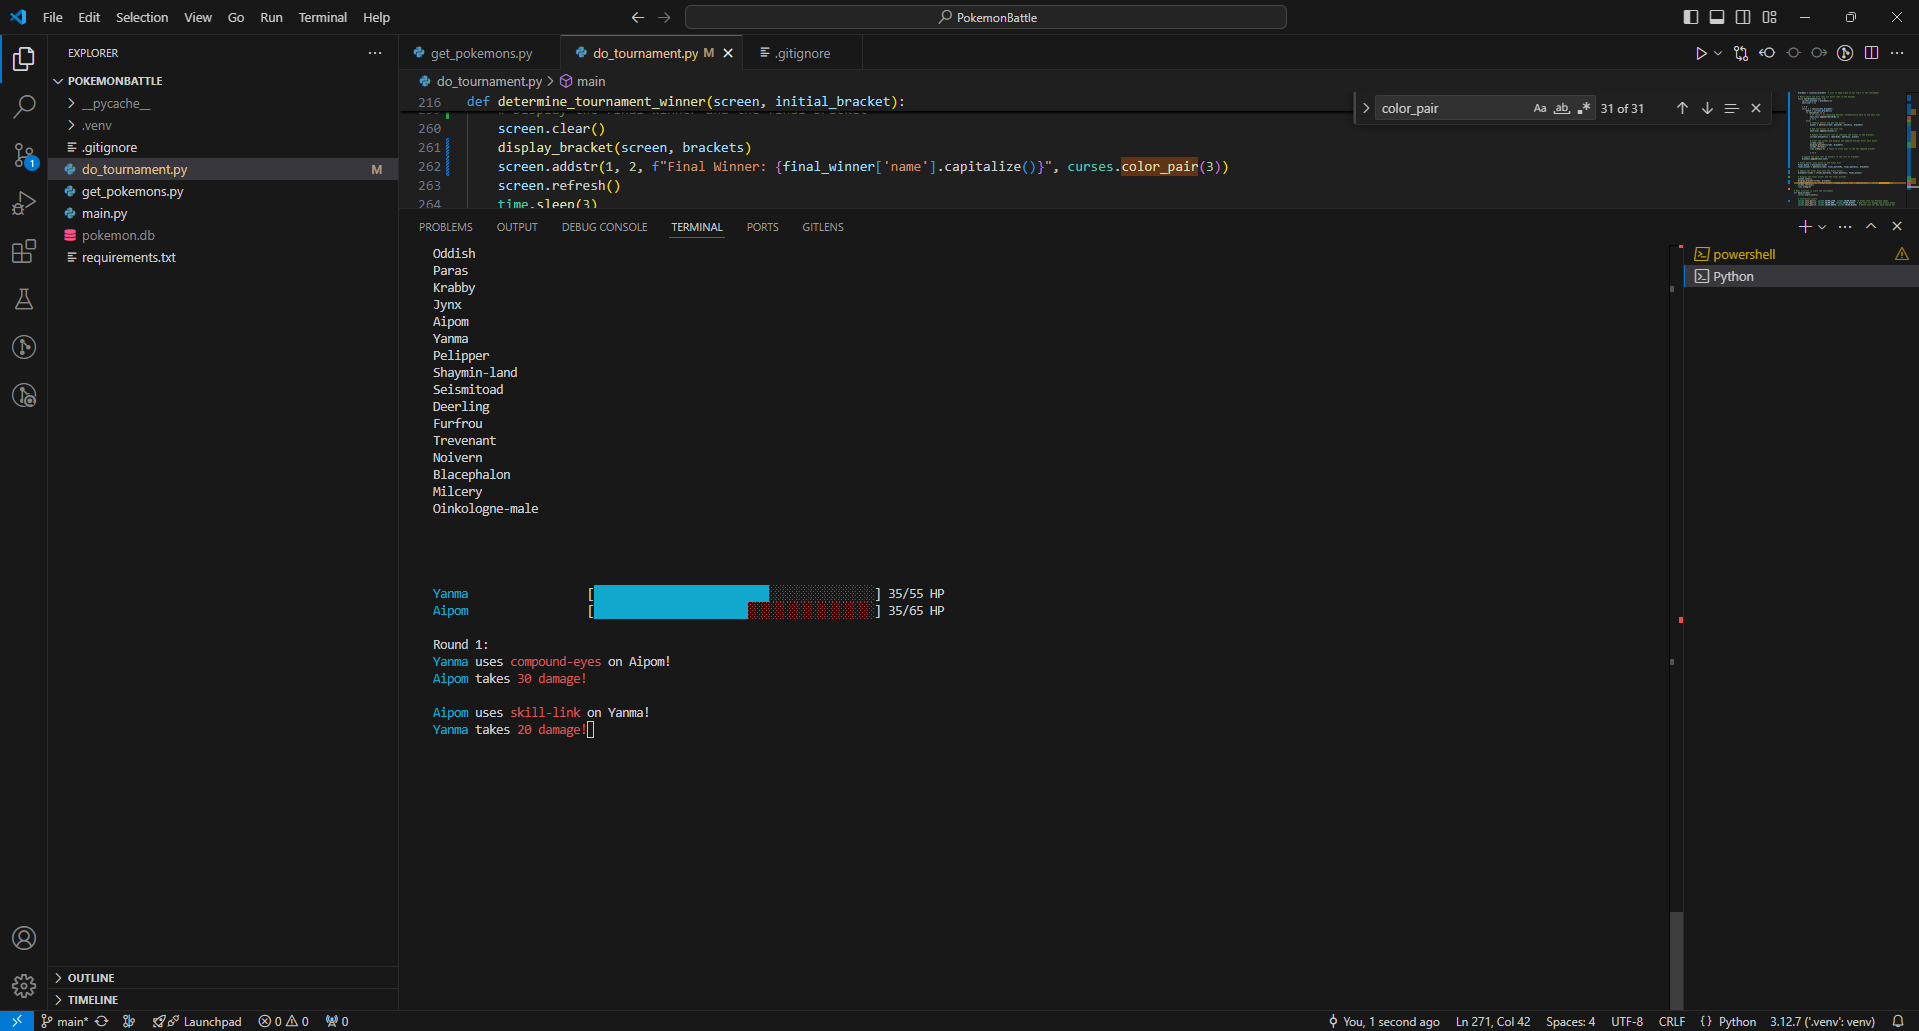 File Edit Selection View Go Run Terminal Help
PokemonBattle
EXPLORER
POKEMONBATTLE
__pycache__
.venv
.gitignore
do_tournament.py M
get_pokemons.py
main.py
pokemon.db
requirements.txt
OUTLINE
TIMELINE
1
get_pokemons.py
do_tournament.py M
.gitignore
do_tournament.py > main
216 def determine_tournament_winner(screen, initial_bracket):
260 screen.clear()
261 display_bracket(screen, brackets)
262 screen.addstr(1, 2, f"Final Winner: {final_winner['name'].capitalize()}", curses.color_pair(3))
263 screen.refresh()
264 time.sleep(3)
color_pair Aa ab .* 31 of 31
PROBLEMS OUTPUT DEBUG CONSOLE TERMINAL PORTS GITLENS
Oddish
Paras
Krabby
Jynx
Aipom
Yanma
Pelipper
Shaymin-land
Seismitoad
Deerling
Furfrou
Trevenant
Noivern
Blacephalon
Milcery
Oinkologne-male
Yanma [ ] 35/55 HP
Aipom [ ] 35/65 HP
Round 1:
Yanma uses compound-eyes on Aipom!
Aipom takes 30 damage!
Aipom uses skill-link on Yanma!
Yanma takes 20 damage!
powershell
Python
main* Launchpad 0 0 0
You, 1 second ago Ln 271, Col 42 Spaces: 4 UTF-8 CRLF {} Python 3.12.7 ('.venv': venv)